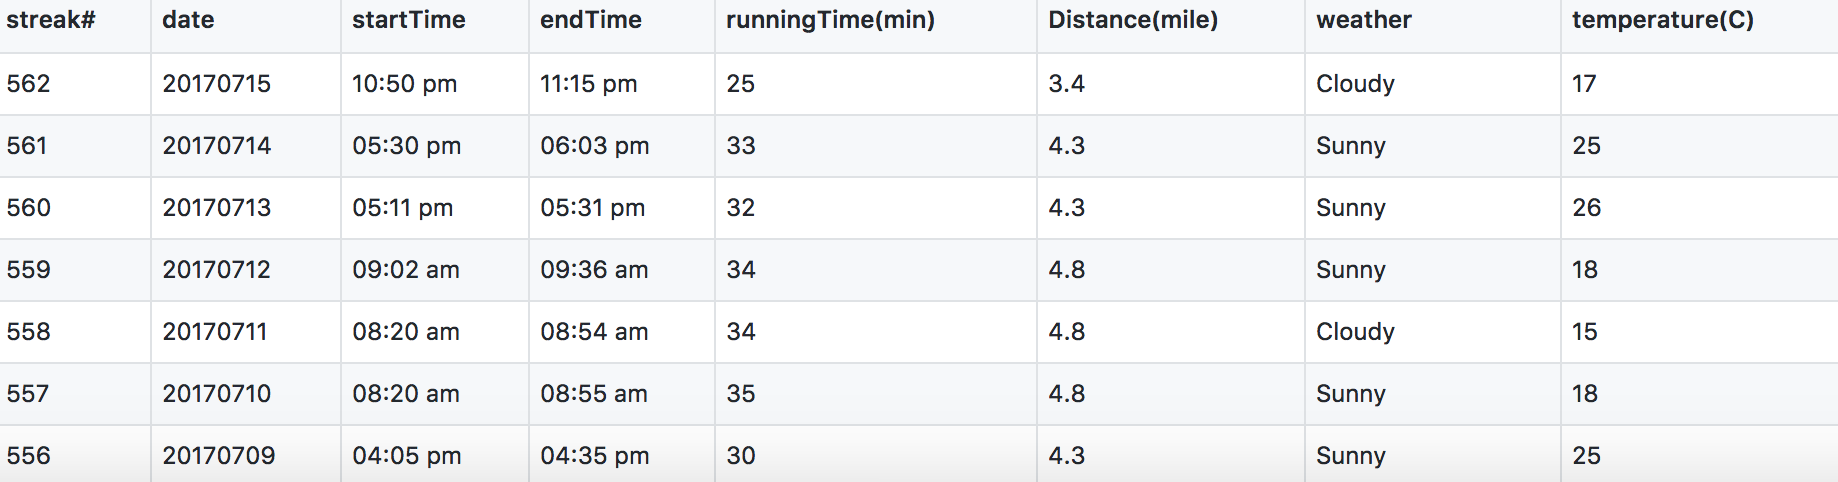 streak# date startTime endTime runningTime(min) Distance(mile) weather temperature(C)
562 20170715 10:50 pm 11:15 pm 25 3.4 Cloudy 17
561 20170714 05:30 pm 06:03 pm 33 4.3 Sunny 25
560 20170713 05:11 pm 05:31 pm 32 4.3 Sunny 26
559 20170712 09:02 am 09:36 am 34 4.8 Sunny 18
558 20170711 08:20 am 08:54 am 34 4.8 Cloudy 15
557 20170710 08:20 am 08:55 am 35 4.8 Sunny 18
556 20170709 04:05 pm 04:35 pm 30 4.3 Sunny 25